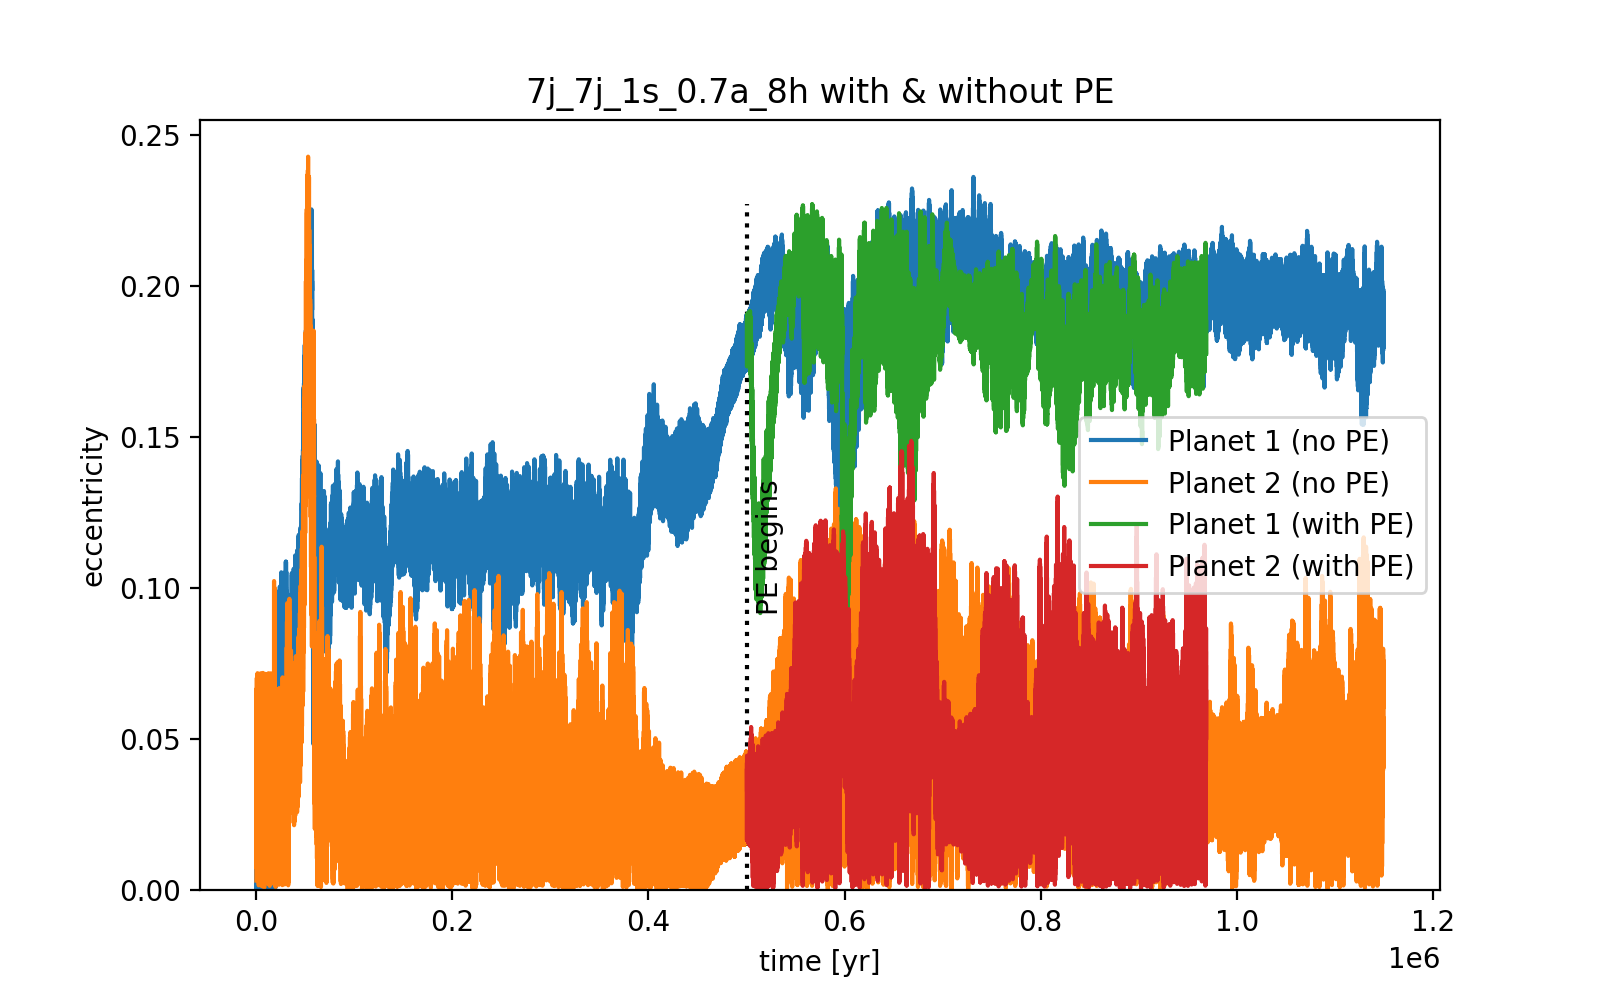 7j_7j_1s_0.7a_8h with & without PE
eccentricity
0.25
0.20
0.15
0.10
0.05
0.00
PE begins
Planet 1 (no PE)
Planet 2 (no PE)
Planet 1 (with PE)
Planet 2 (with PE)
0.0 0.2 0.4 0.6 0.8 1.0 1.2
time [yr]
1e6